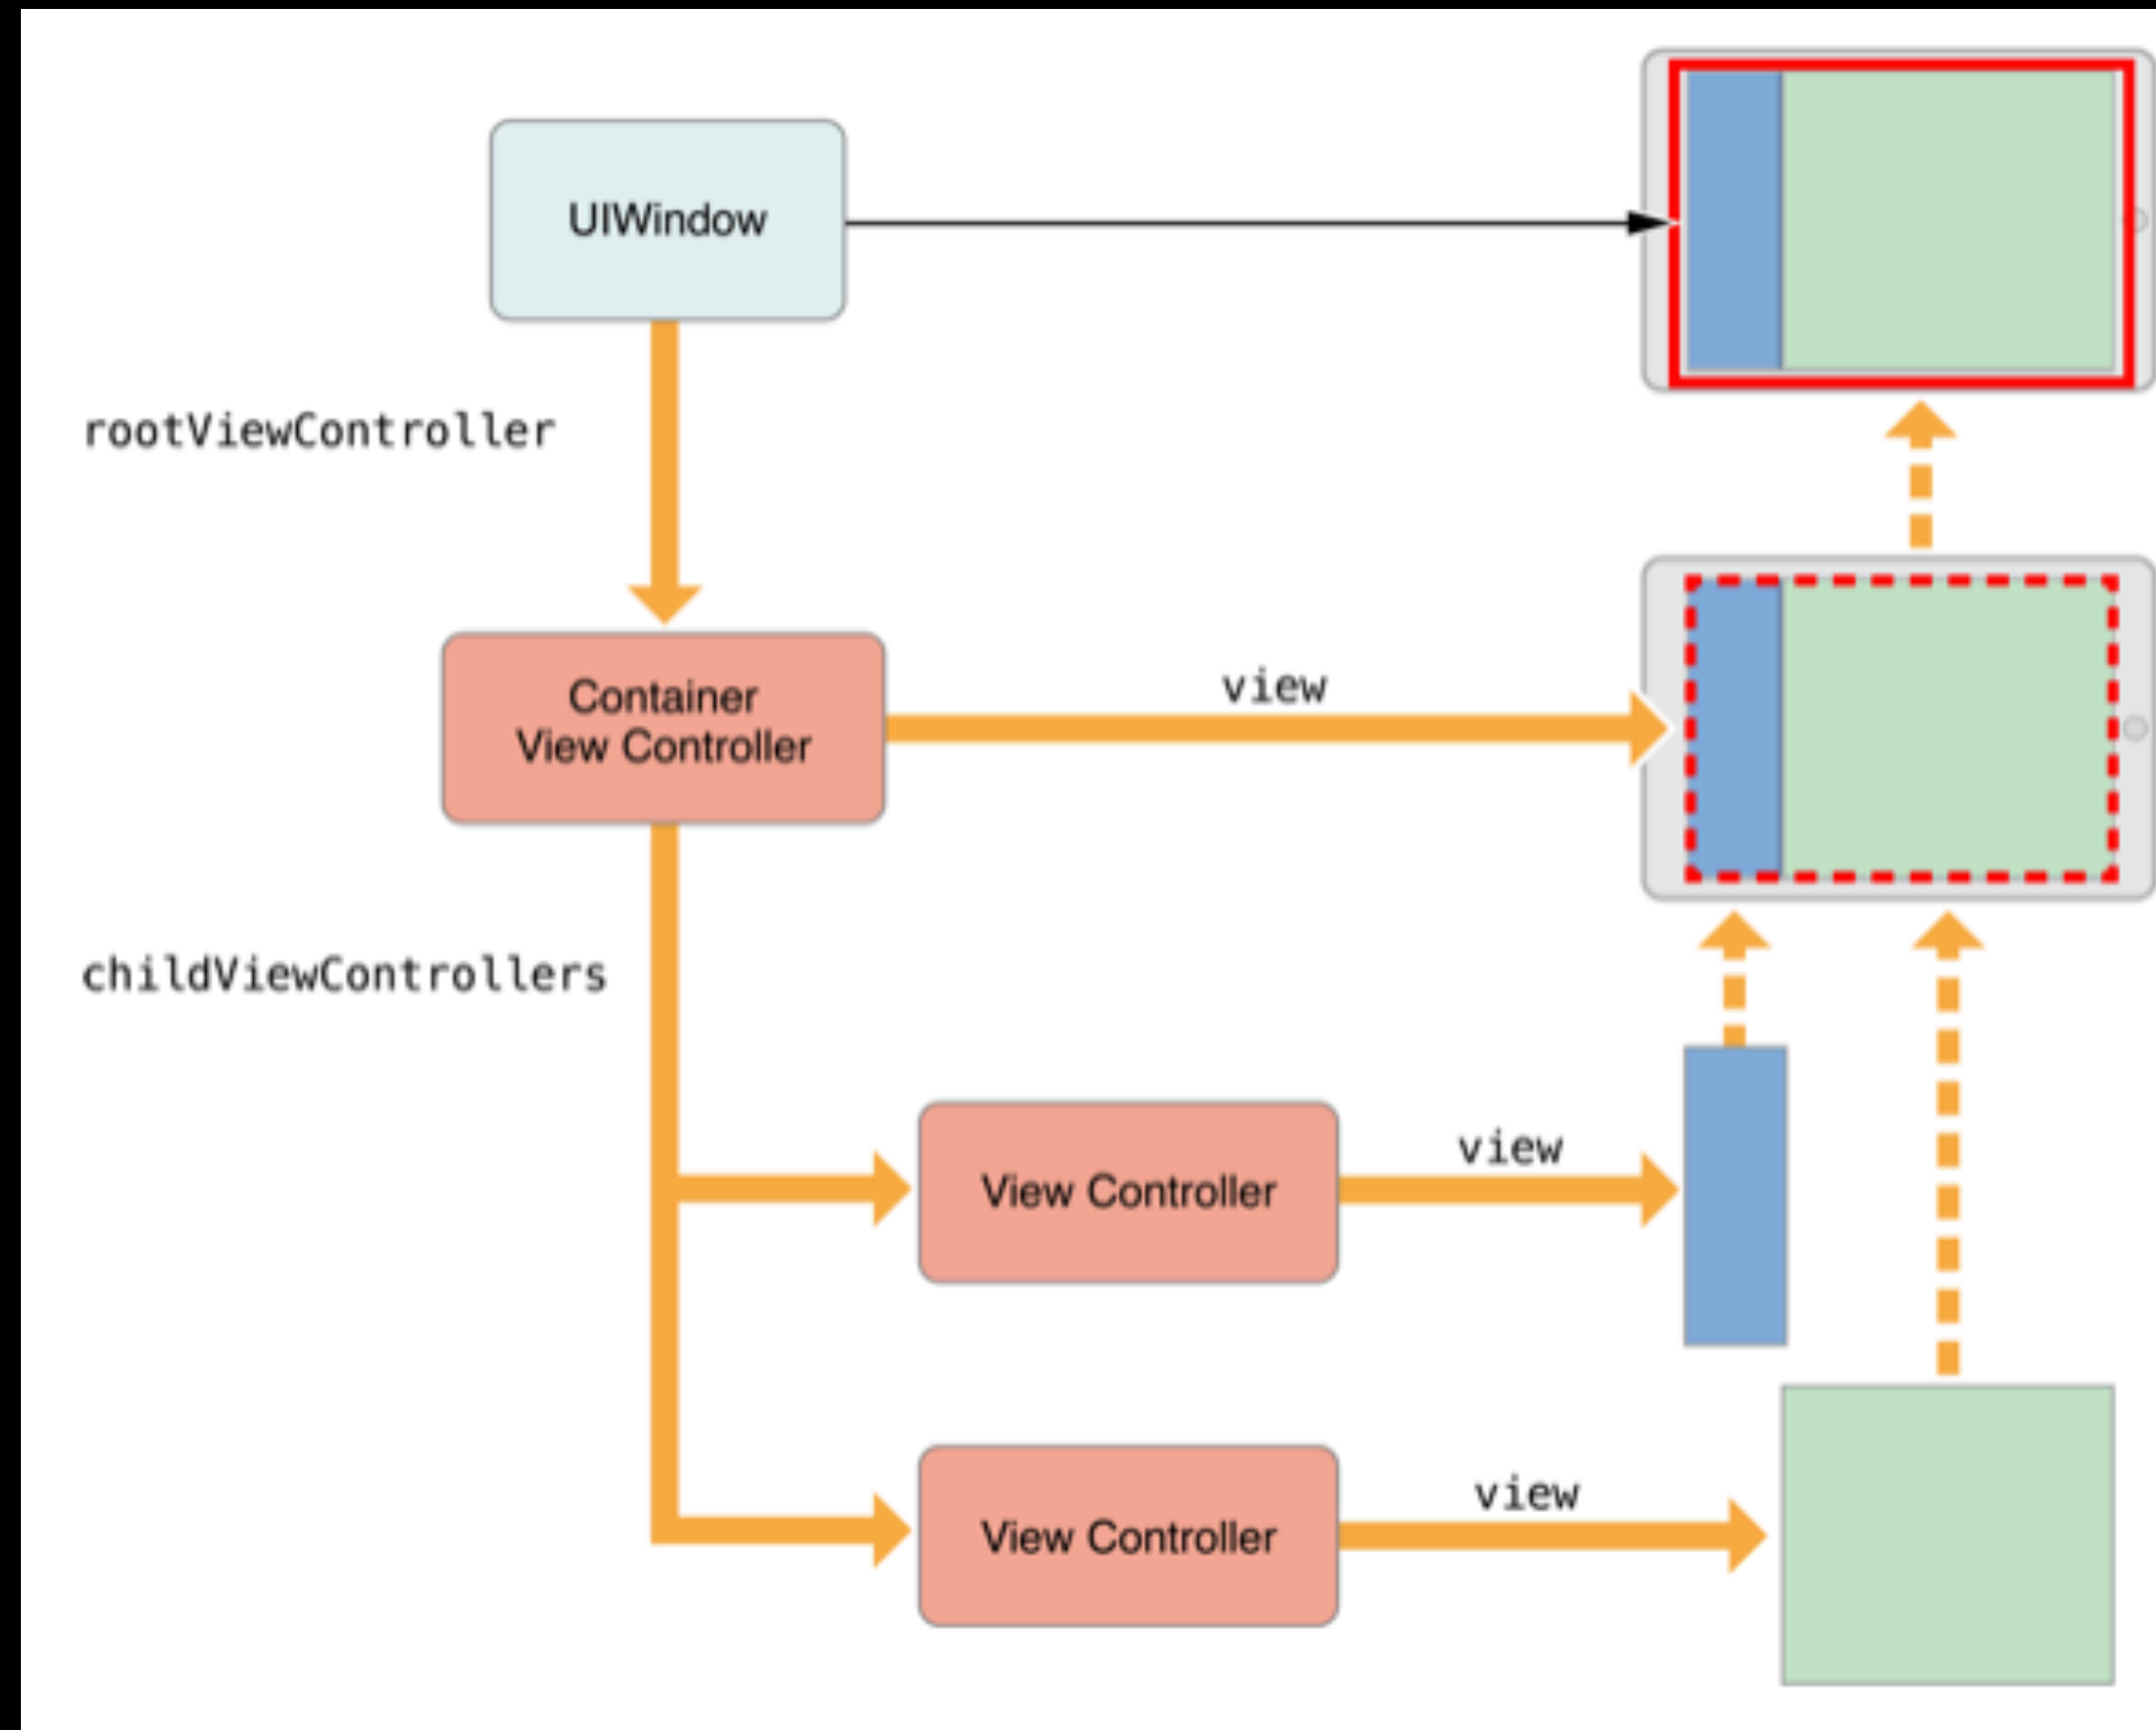 UIWindow
rootViewController
Container
View Controller
view
childViewControllers
View Controller
view
View Controller
view